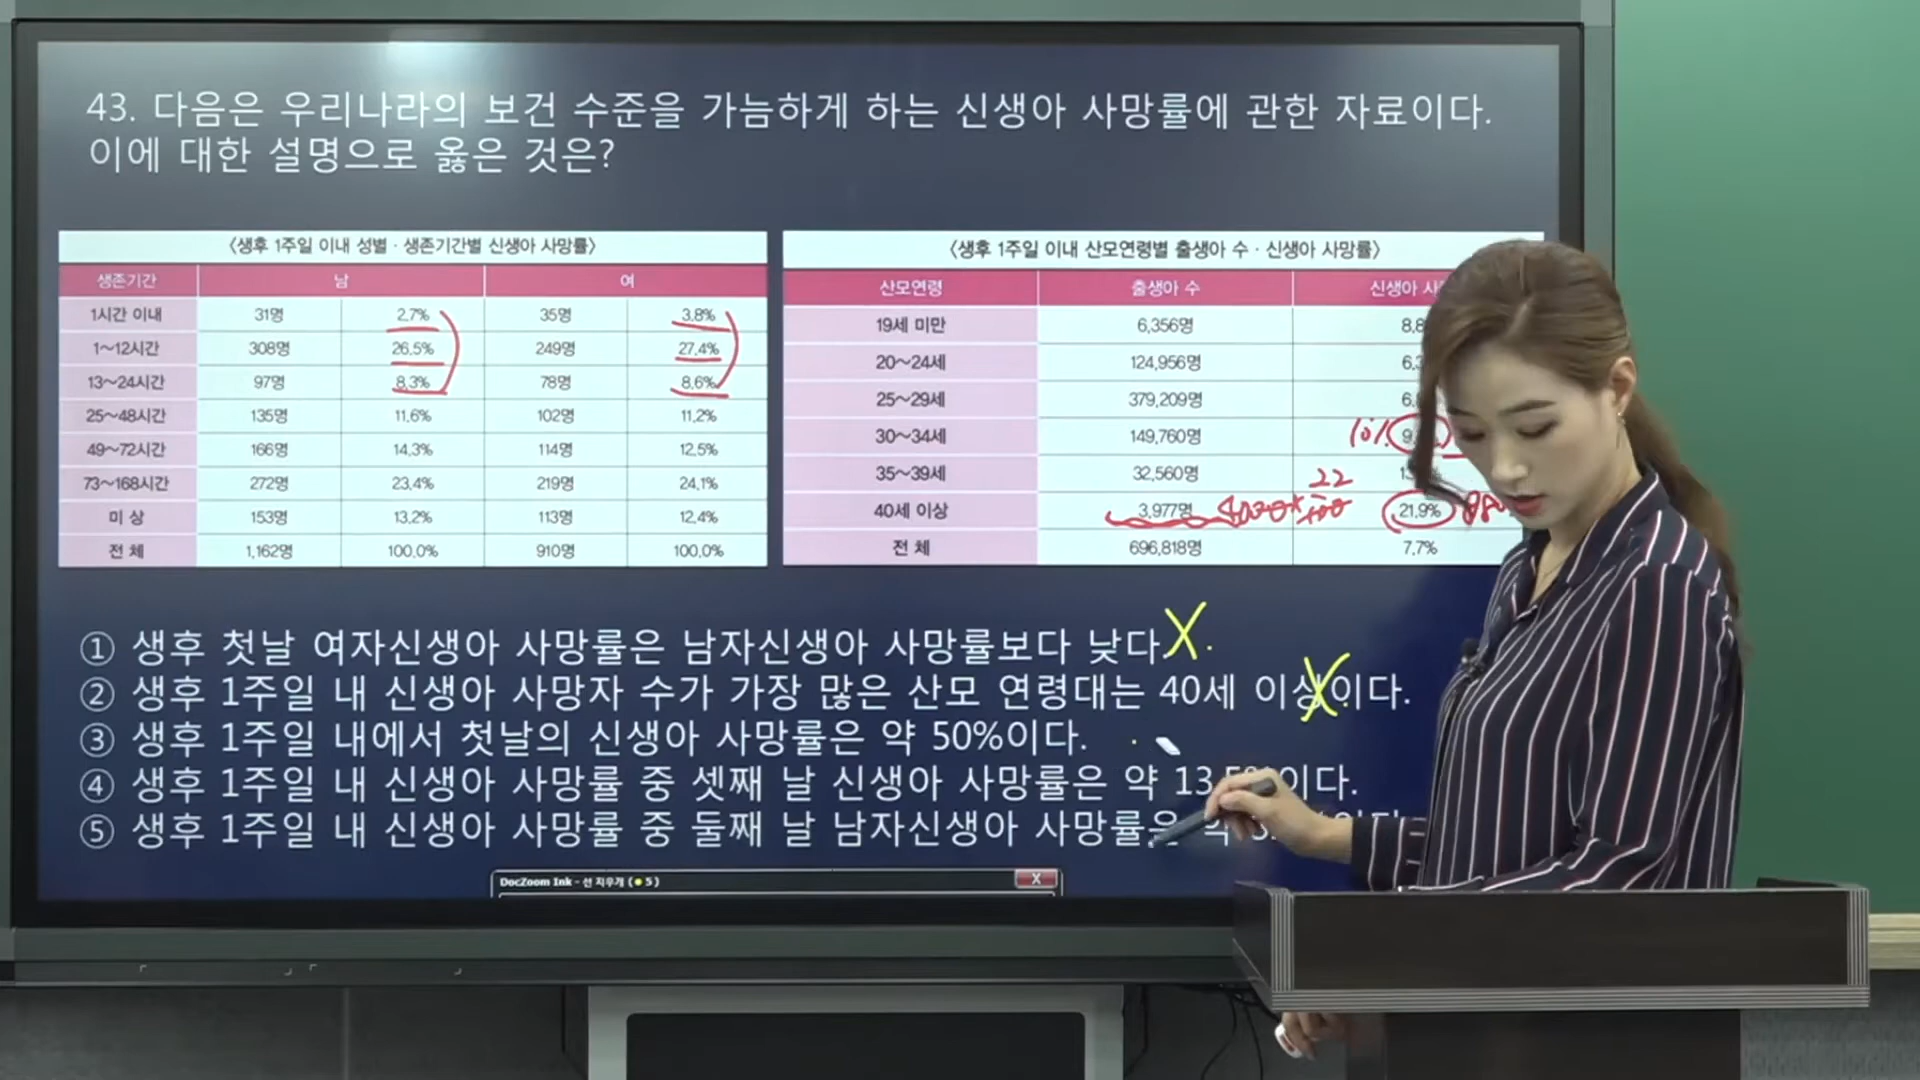 43. 다음은 우리나라의 보건 수준을 가늠하게 하는 신생아 사망률에 관한 자료이다.
이에 대한 설명으로 옳은 것은?
〈생후 1주일 이내 성별 · 생존기간별 신생아 사망률〉
생존기간 남 여
1시간 이내 31명 2.7% 35명 3.8%
1～12시간 308명 26.5% 249명 27.4%
13～24시간 97명 8.3% 78명 8.6%
25～48시간 135명 11.6% 102명 11.2%
49～72시간 166명 14.3% 114명 12.5%
73～168시간 272명 23.4% 219명 24.1%
미 상 153명 13.2% 113명 12.4%
전 체 1,162명 100.0% 910명 100.0%
〈생후 1주일 이내 산모연령별 출생아 수 · 신생아 사망률〉
산모연령 출생아 수 신생아
19세 미만 6,356명
20～24세 124,956명
25～29세 379,209명
30～34세 149,760명 10%
35～39세 32,560명
40세 이상 3,977명 4000 × 22/100 21.9%
전 체 696,818명 7.7%
① 생후 첫날 여자신생아 사망률은 남자신생아 사망률보다 낮다. X
② 생후 1주일 내 신생아 사망자 수가 가장 많은 산모 연령대는 40세 이상이다. X
③ 생후 1주일 내에서 첫날의 신생아 사망률은 약 50%이다.
④ 생후 1주일 내 신생아 사망률 중 셋째 날 신생아 사망률은 약 13.5%이다.
⑤ 생후 1주일 내 신생아 사망률 중 둘째 날 남자신생아 사망률은 약
DocZoom Ink - 선 지우개 ( 5 )
X